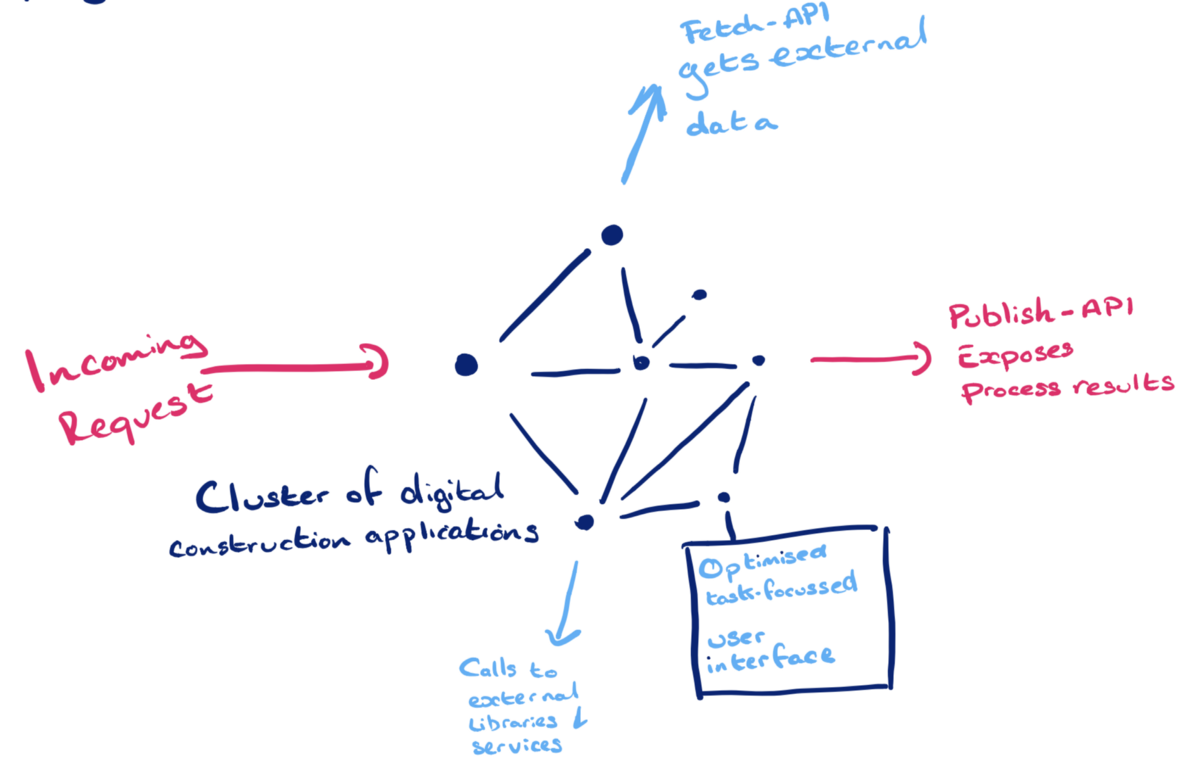 Fetch-API
gets external
data
Incoming
Request
Publish-API
Exposes
Process results
Cluster of digital
construction applications
Optimised
task-focussed
user
interface
Calls to
external
Libraries &
services